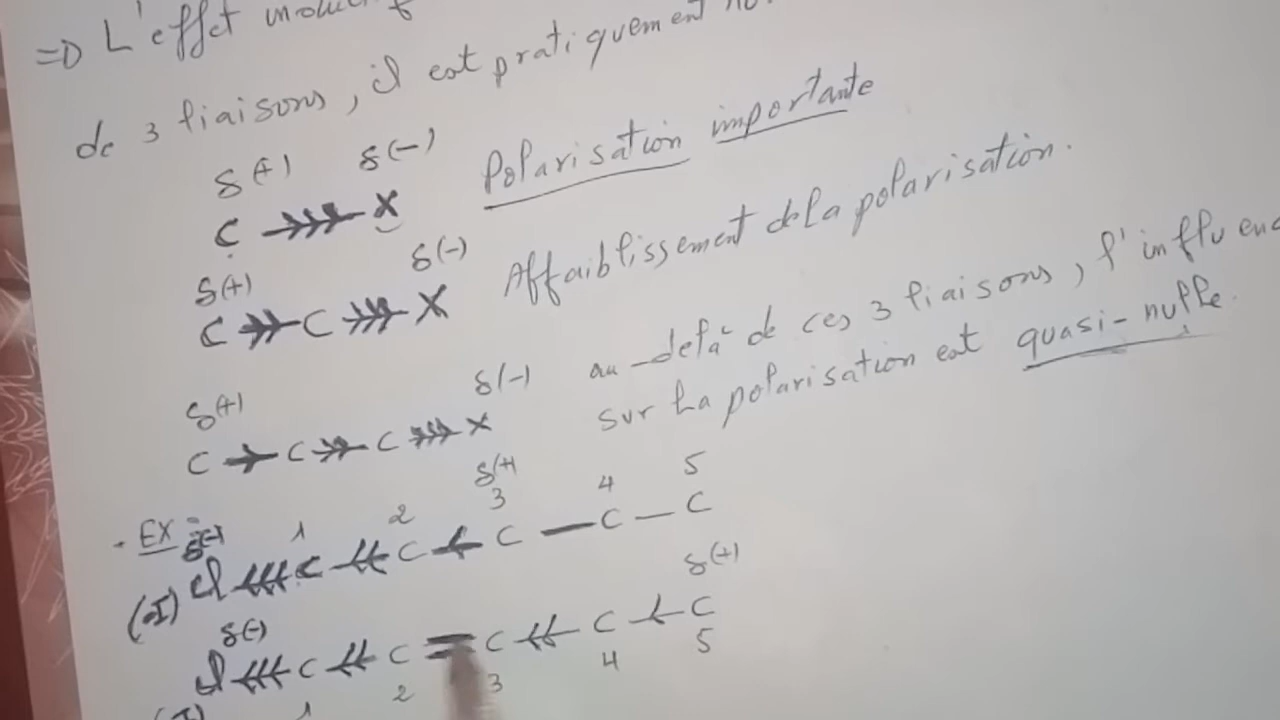 => L'effet
de 3 liaisons, il est pratiquement
δ(+) δ(-)
C →>> X Polarisation importante
δ(+) δ(-)
C →> C →>> X Affaiblissement de la polarisation.
δ(+) δ(-) au-delà de ces 3 liaisons, l'influenc
C → C →> C →>> X sur la polarisation est quasi-nulle.
- EX : δ(-) 1 2 δ(+) 3 4 5
(I) Cl <<← C <← C ← C — C — C
δ(-) δ(+)
Cl <<← C <← C = C <← C ← C
(I) 1 2 3 4 5